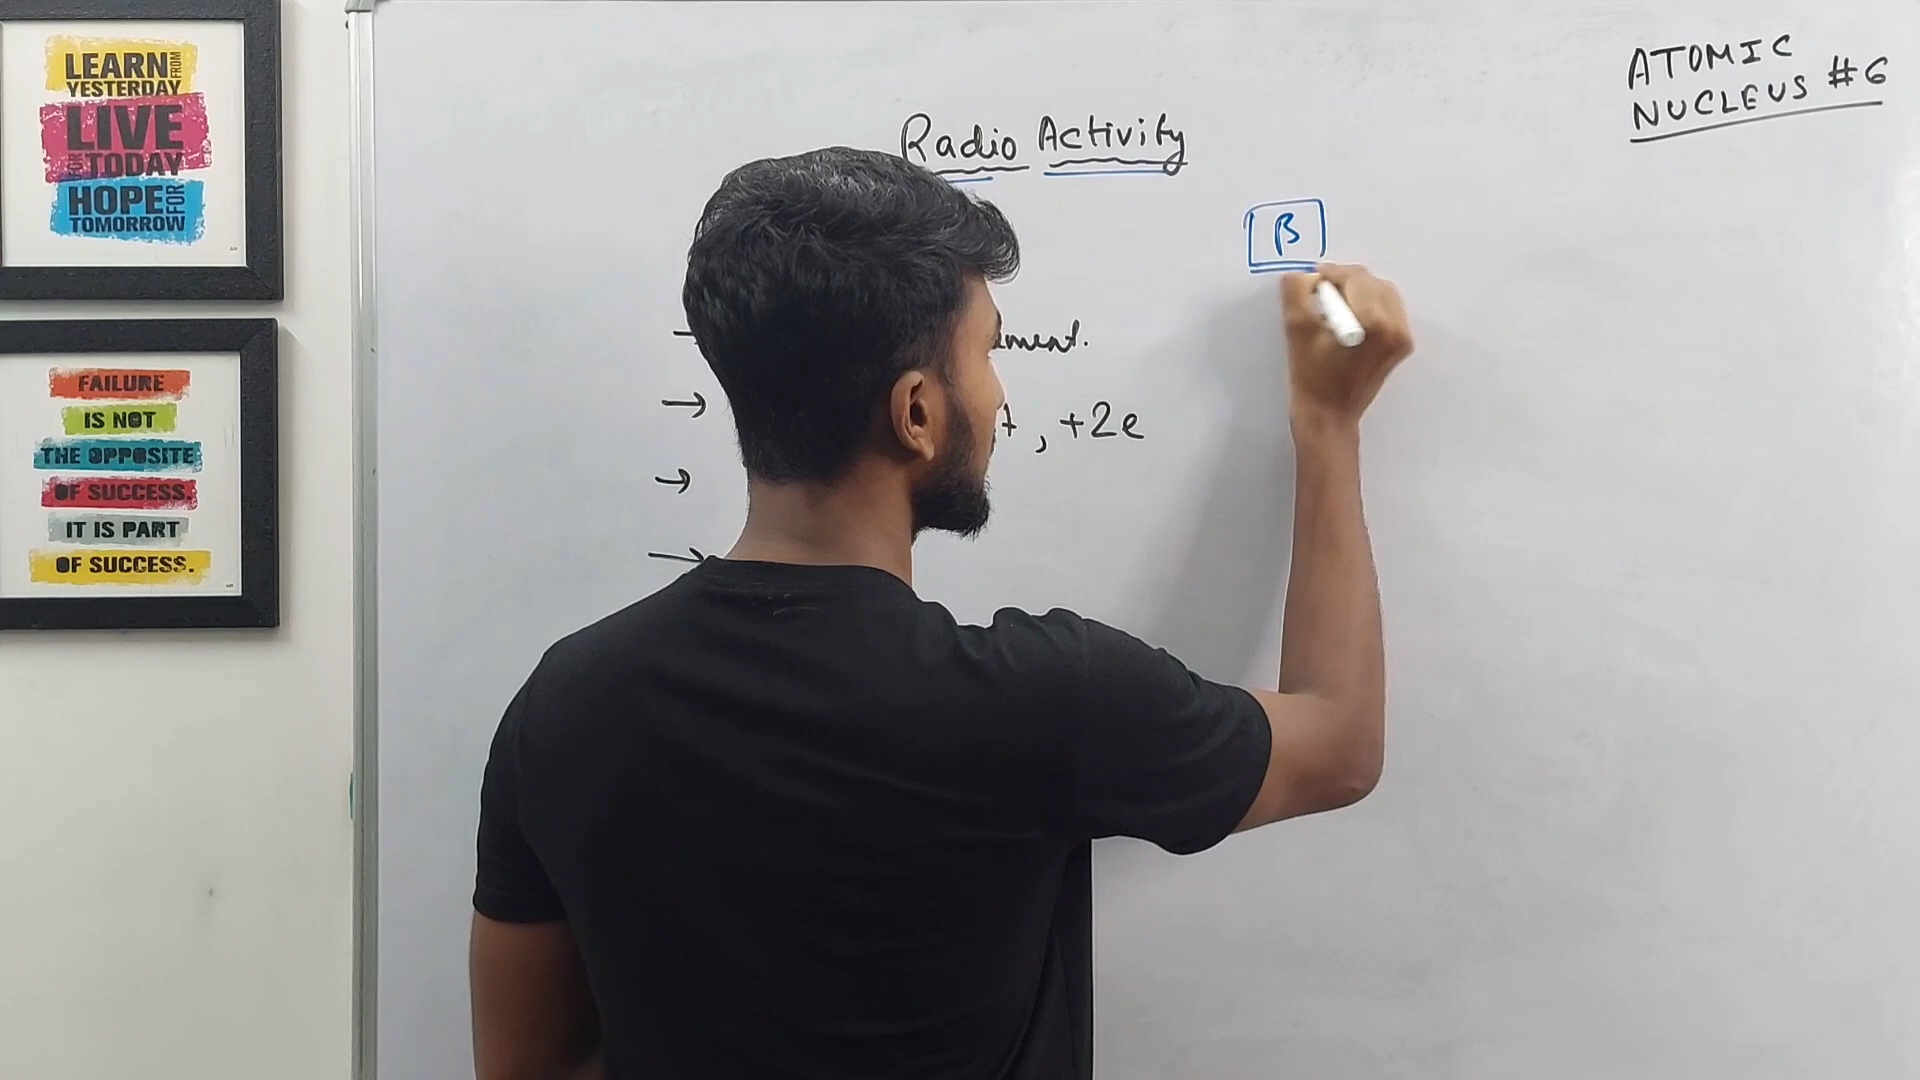 LEARN FROM
YESTERDAY
LIVE
FOR TODAY
HOPE FOR
TOMORROW
FAILURE
IS NOT
THE OPPOSITE
OF SUCCESS.
IT IS PART
OF SUCCESS.
ATOMIC
NUCLEUS #6
Radio Activity
β
→
→ , +2e
→
→